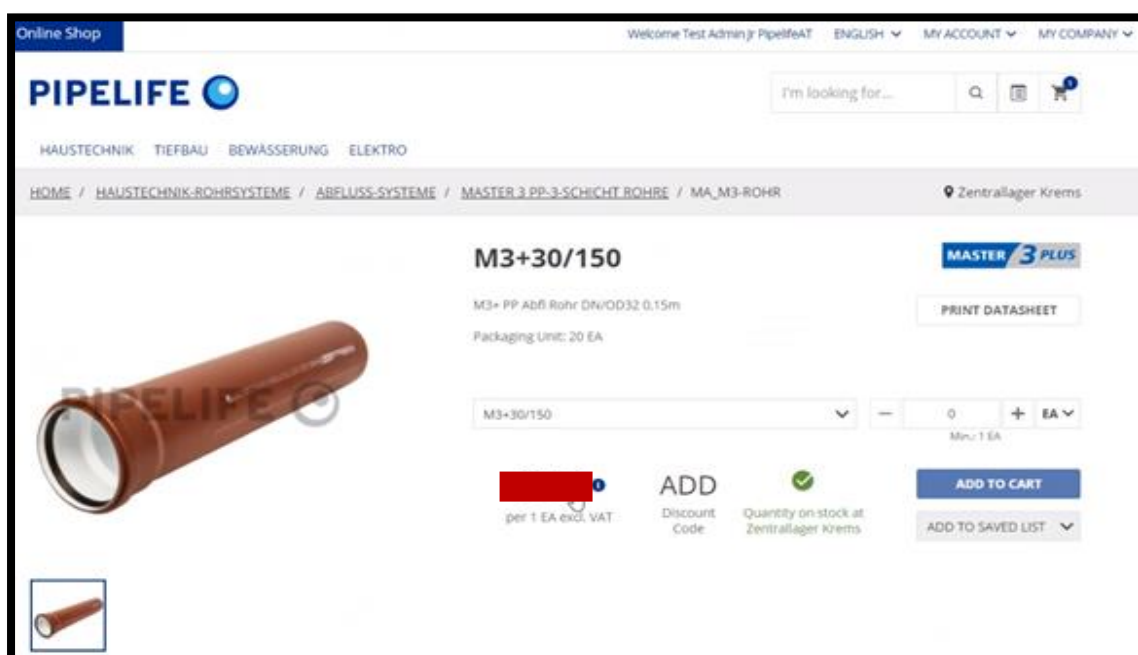 Online Shop
Welcome Test Admin Jr PipelifeAT ENGLISH MY ACCOUNT MY COMPANY
PIPELIFE
I'm looking for...
HAUSTECHNIK TIEFBAU BEWÄSSERUNG ELEKTRO
HOME / HAUSTECHNIK-ROHRSYSTEME / ABFLUSS-SYSTEME / MASTER 3 PP-3-SCHICHT ROHRE / MA_M3-ROHR
Zentrallager Krems
M3+30/150
MASTER 3 PLUS
M3+ PP Abfl.Rohr DN/OD32 0,15m
PRINT DATASHEET
Packaging Unit: 20 EA
PIPELIFE
M3+30/150
0
EA
Min.: 1 EA
per 1 EA excl. VAT
ADD
Discount
Code
Quantity on stock at
Zentrallager Krems
ADD TO CART
ADD TO SAVED LIST